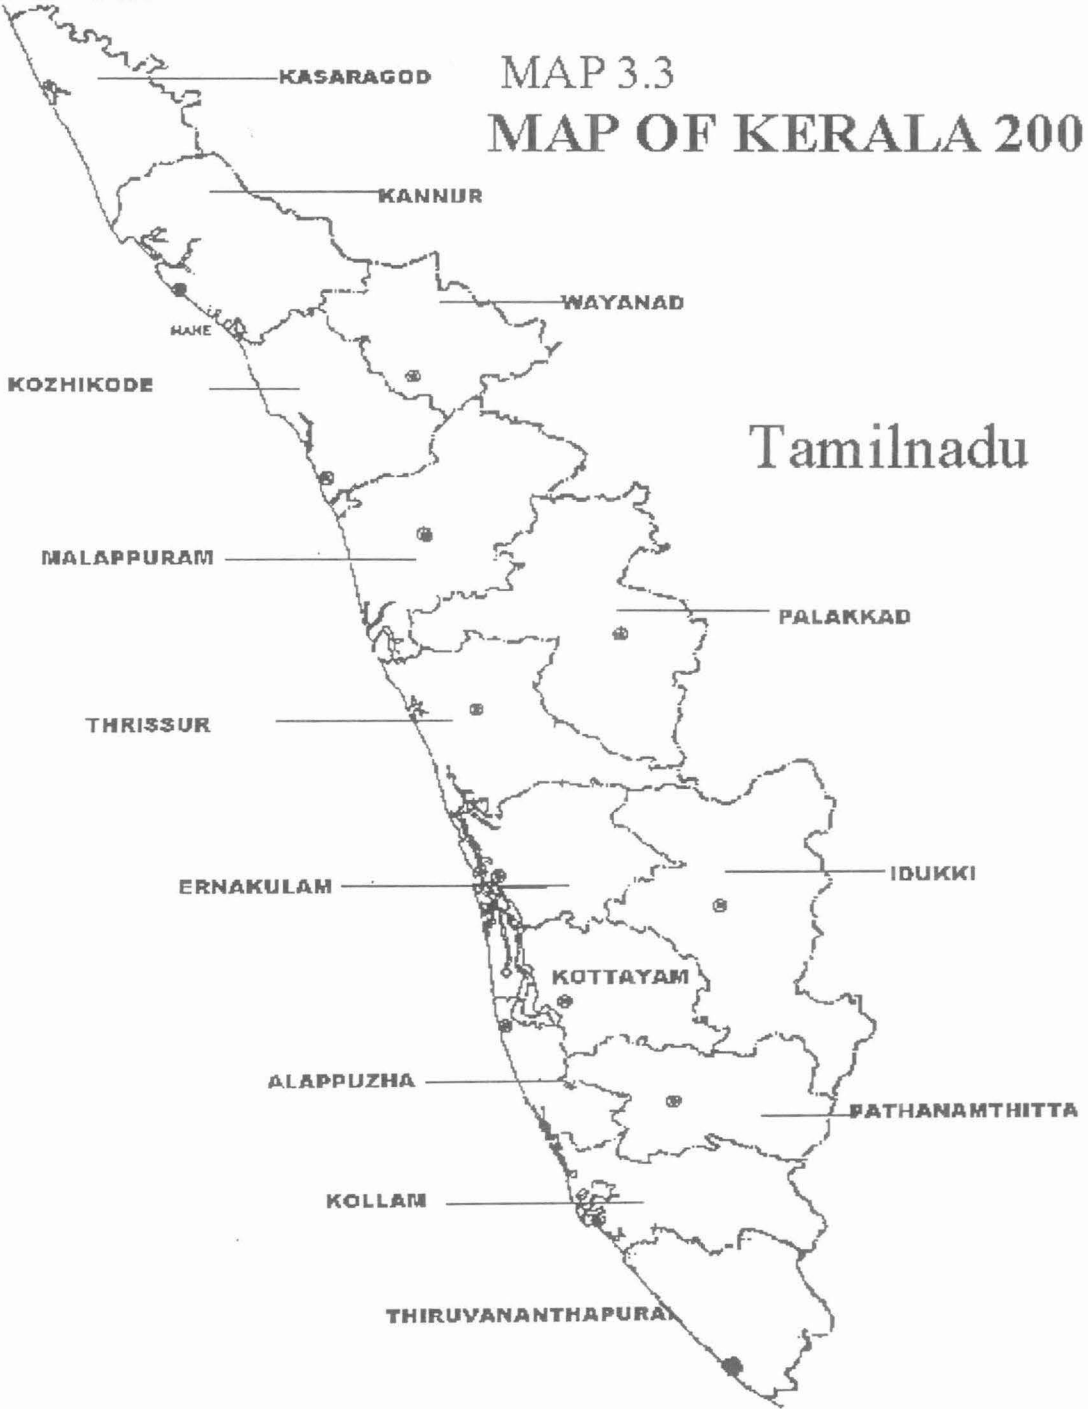 MAP 3.3
KASARAGOD
MAP OF KERALA 200
KANNUR
WAYANAD
MAHE
KOZHIKODE
Tamilnadu
MALAPPURAM
PALAKKAD
THRISSUR
IDUKKI
ERNAKULAM
KOTTAYAM
ALAPPUZHA
PATHANAMTHITTA
KOLLAM
THIRUVANANTHAPURA